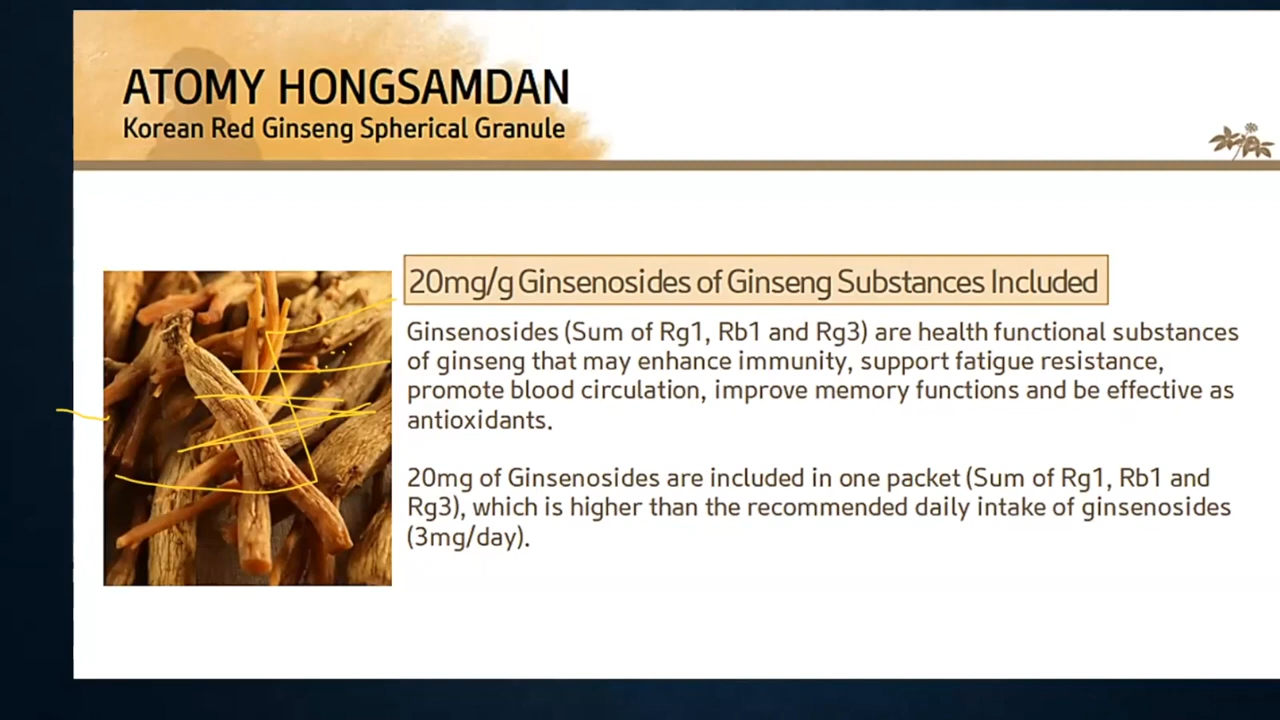 ATOMY HONGSAMDAN
Korean Red Ginseng Spherical Granule
20mg/g Ginsenosides of Ginseng Substances Included
Ginsenosides (Sum of Rg1, Rb1 and Rg3) are health functional substances
of ginseng that may enhance immunity, support fatigue resistance,
promote blood circulation, improve memory functions and be effective as
antioxidants.
20mg of Ginsenosides are included in one packet (Sum of Rg1, Rb1 and
Rg3), which is higher than the recommended daily intake of ginsenosides
(3mg/day).